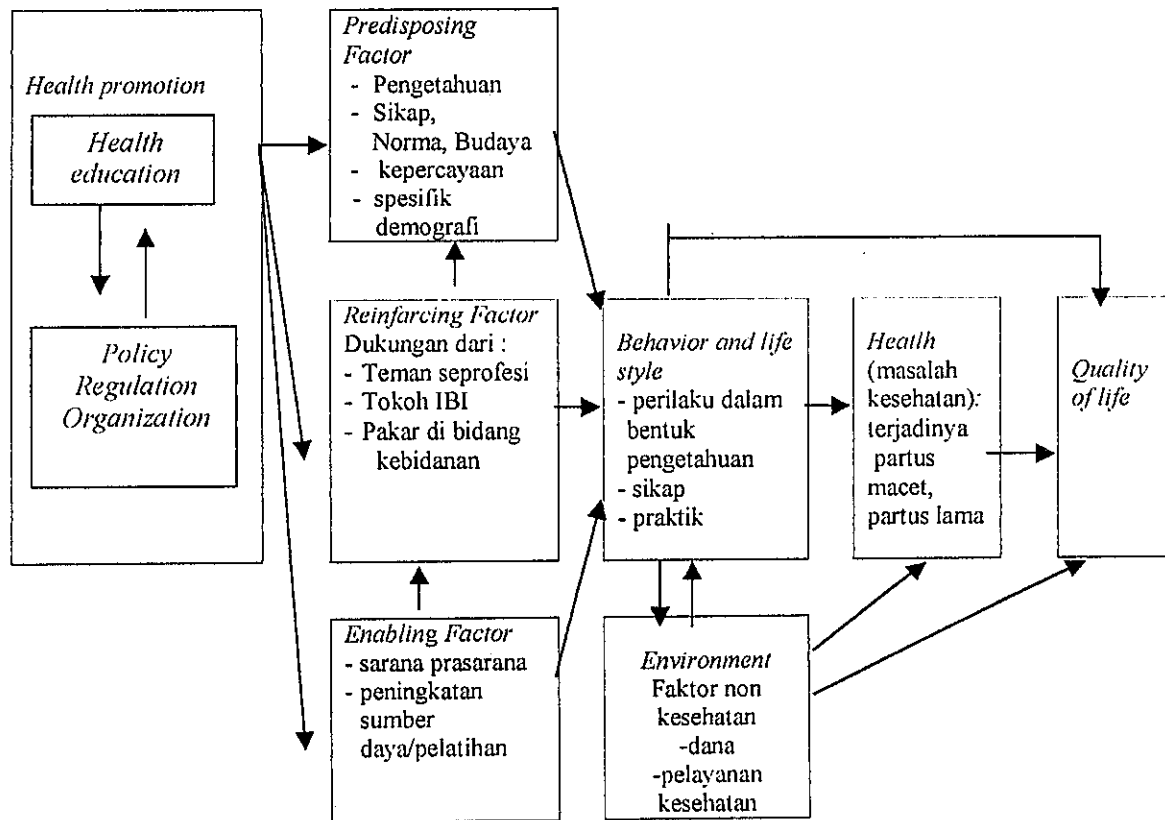 Health promotion
Health
education
Policy
Regulation
Organization
Predisposing
Factor
- Pengetahuan
- Sikap,
Norma, Budaya
- kepercayaan
- spesifik
demografi
Reinfarcing Factor
Dukungan dari :
- Teman seprofesi
- Tokoh IBI
- Pakar di bidang
kebidanan
Enabling Factor
- sarana prasarana
- peningkatan
sumber
daya/pelatihan
Behavior and life
style
- perilaku dalam
bentuk
pengetahuan
- sikap
- praktik
Environment
Faktor non
kesehatan
-dana
-pelayanan
kesehatan
Health
(masalah
kesehatan):
terjadinya
partus
macet,
partus lama
Quality
of life